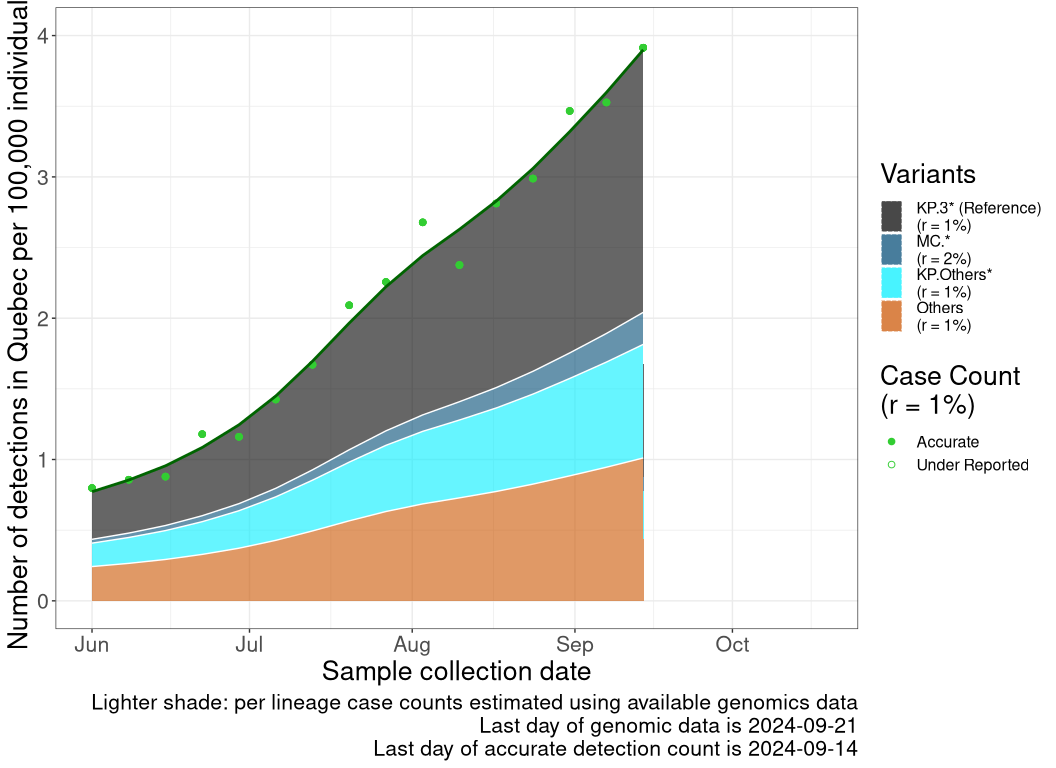 Number of detections in Quebec per 100,000 individual
4
3
2
1
0
Jun
Jul
Aug
Sep
Oct
Sample collection date
Lighter shade: per lineage case counts estimated using available genomics data
Last day of genomic data is 2024-09-21
Last day of accurate detection count is 2024-09-14
Variants
KP.3* (Reference)
(r = 1%)
MC.*
(r = 2%)
KP.Others*
(r = 1%)
Others
(r = 1%)
Case Count
(r = 1%)
Accurate
Under Reported